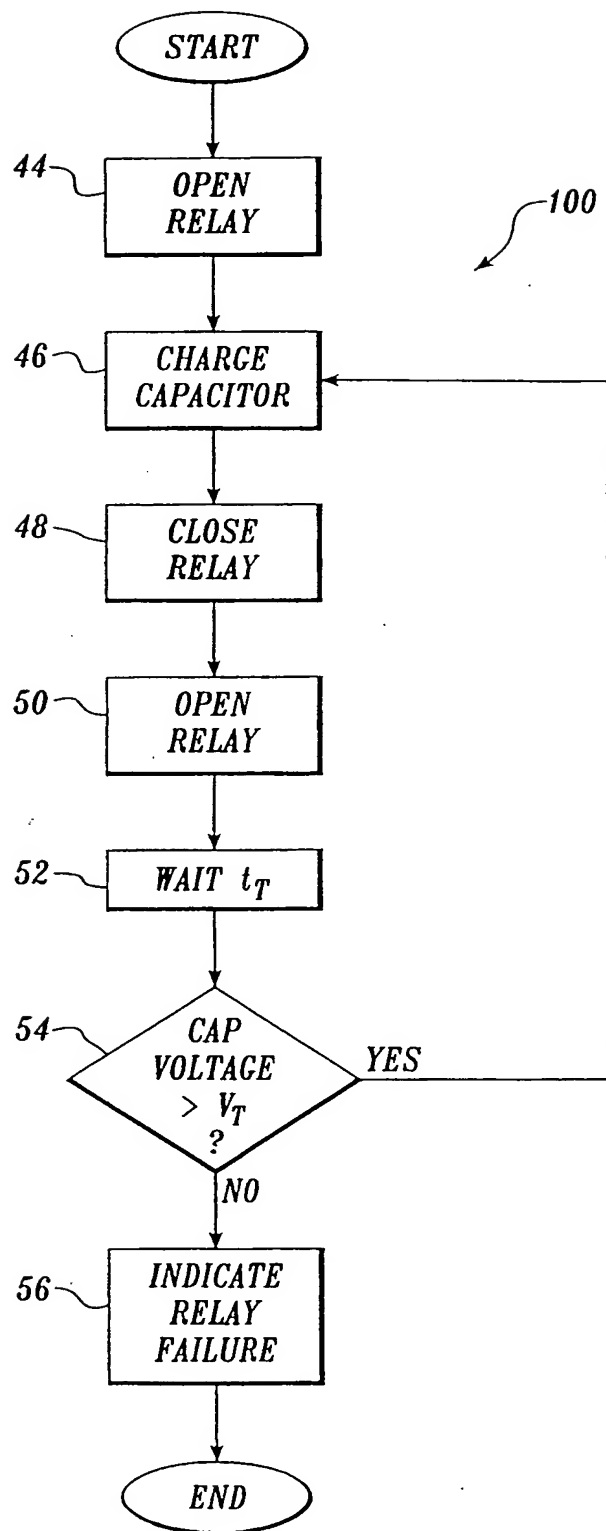 START
44
OPEN
RELAY
100
46
CHARGE
CAPACITOR
48
CLOSE
RELAY
50
OPEN
RELAY
52
WAIT t_T
54
CAP
VOLTAGE
> V_T
?
YES
NO
56
INDICATE
RELAY
FAILURE
END